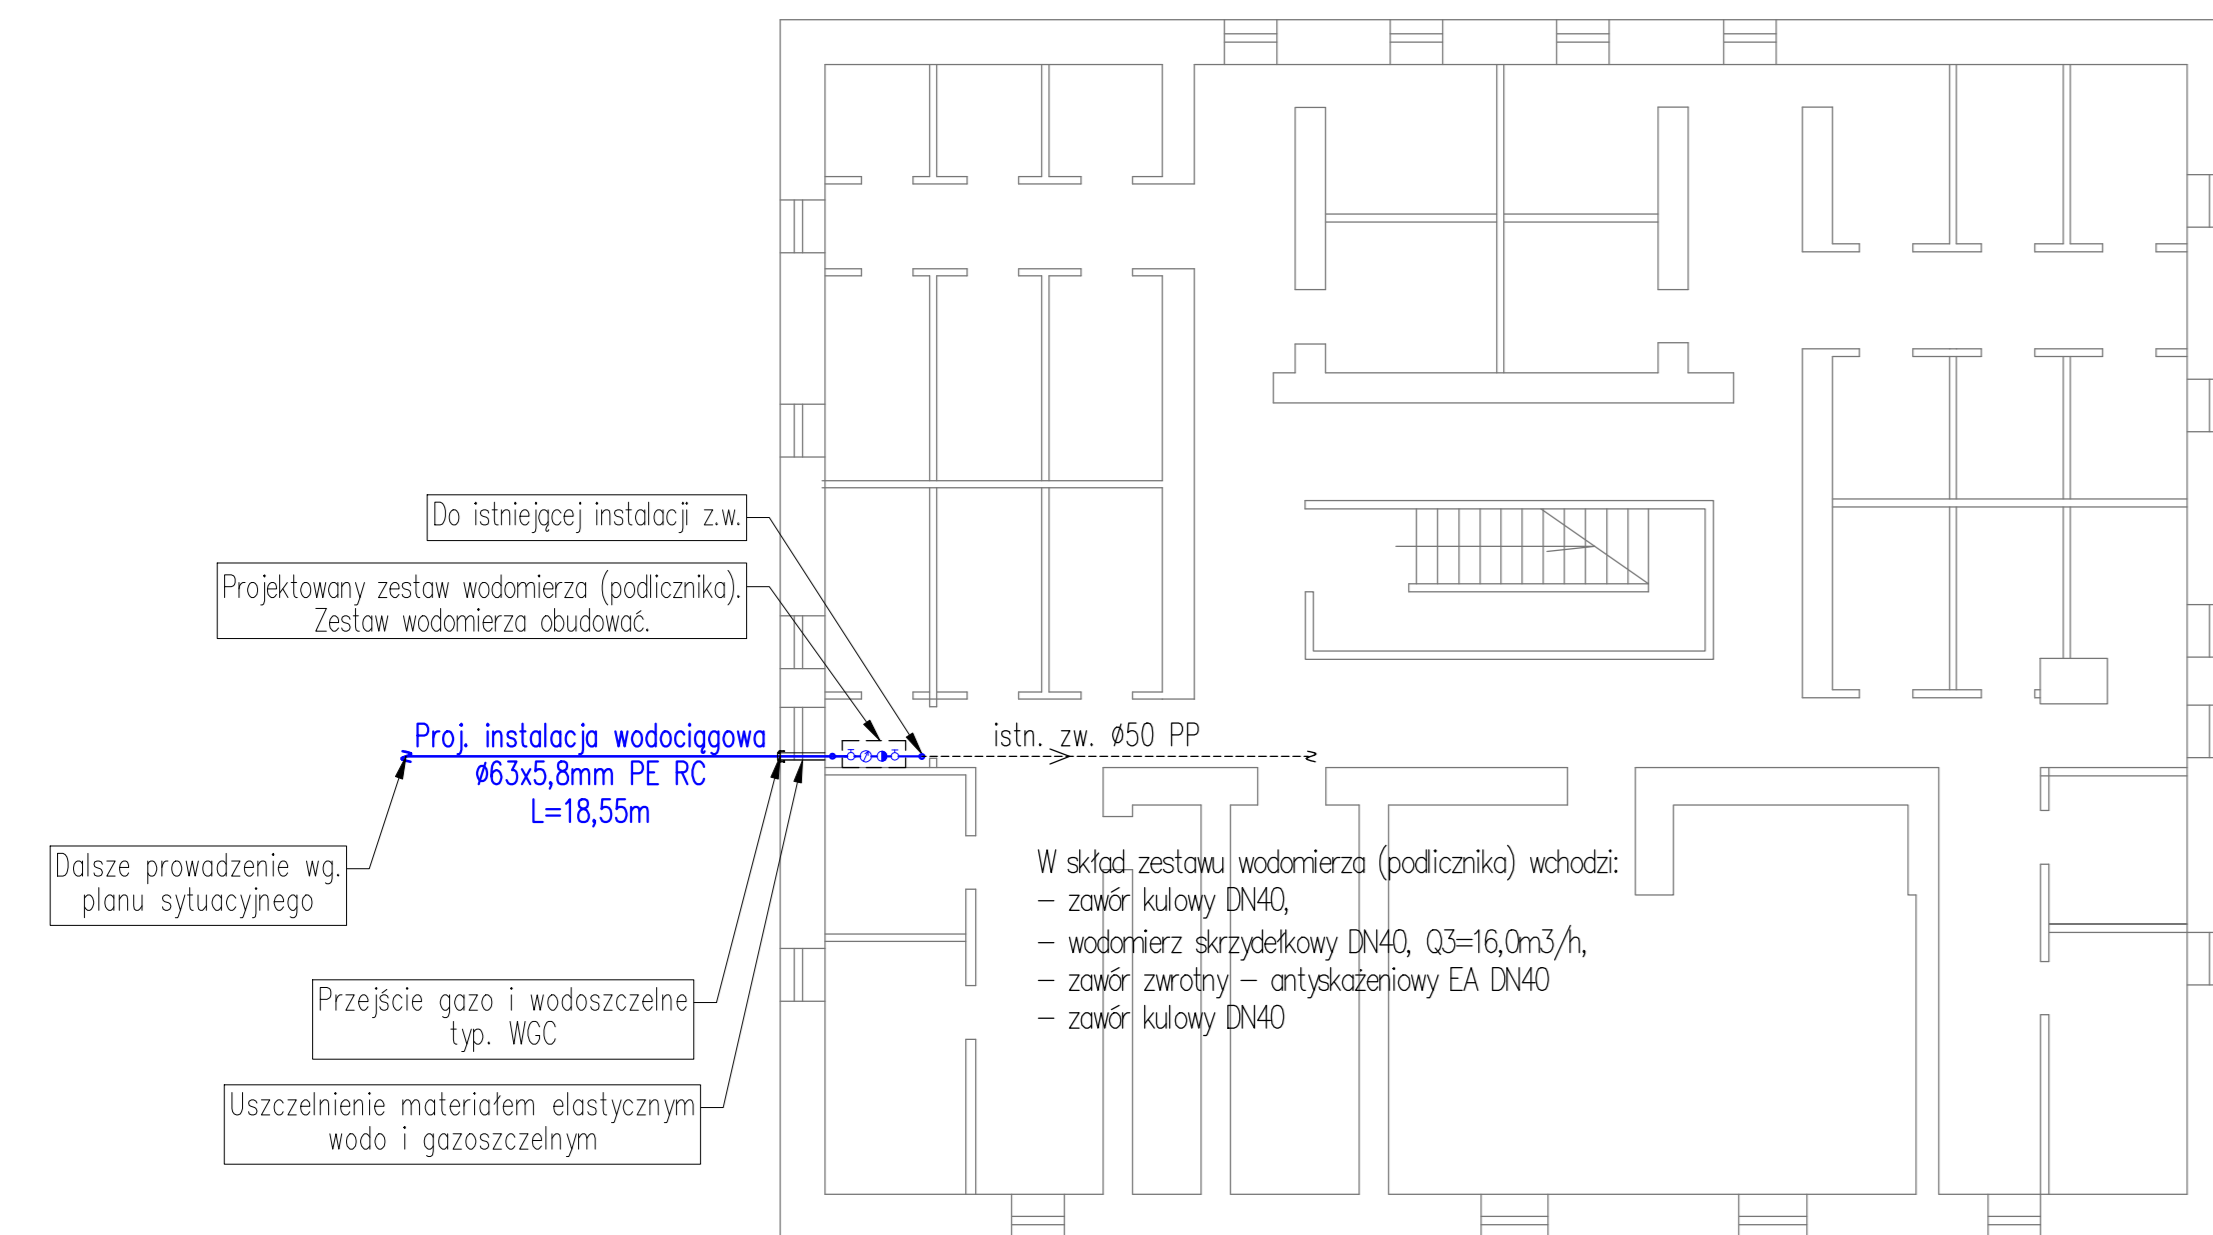 Do istniejącej instalacji z.w.
Projektowany zestaw wodomierza (podlicznika).
Zestaw wodomierza obudować.
Proj. instalacja wodociągowa
Ø63x5,8mm PE RC
L=18,55m
istn. zw. Ø50 PP
Dalsze prowadzenie wg.
planu sytuacyjnego
Przejście gazo i wodoszczelne
typ. WGC
Uszczelnienie materiałem elastycznym
wodo i gazoszczelnym
W skład zestawu wodomierza (podlicznika) wchodzi:
– zawór kulowy DN40,
– wodomierz skrzydełkowy DN40, Q3=16,0m3/h,
– zawór zwrotny – antyskażeniowy EA DN40
– zawór kulowy DN40